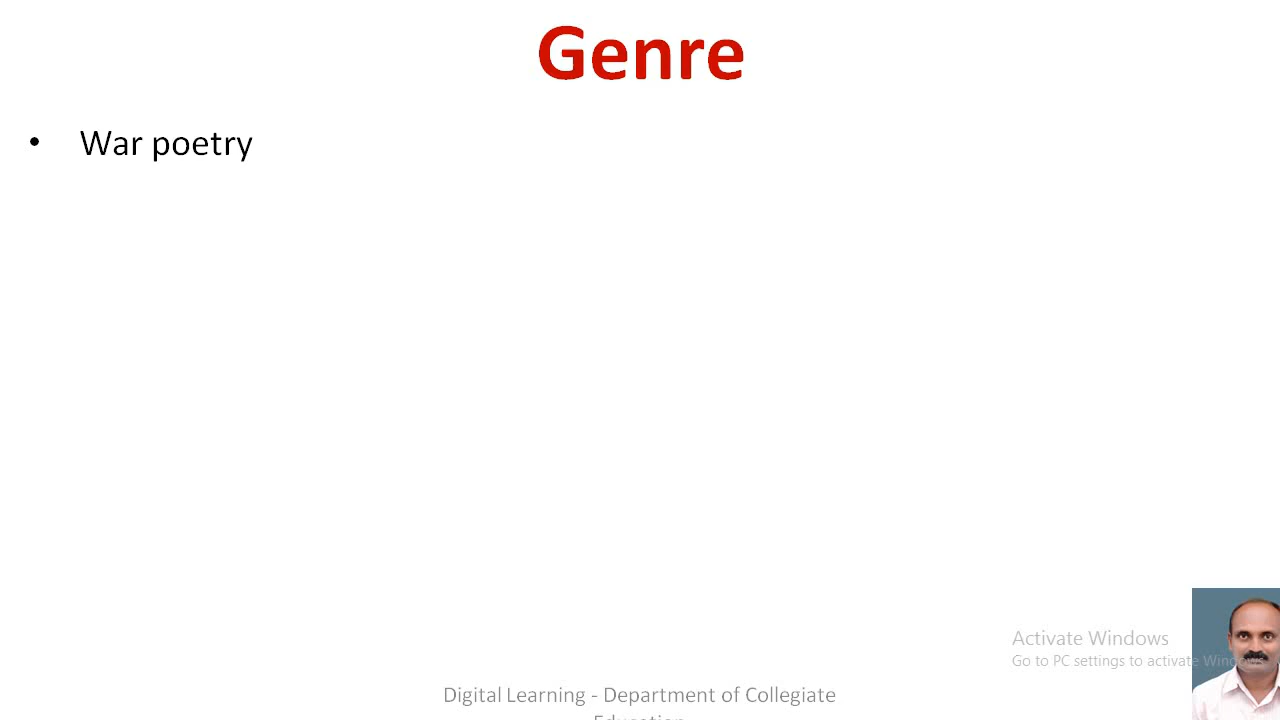 Genre
• War poetry
Activate Windows
Go to PC settings to activate Windows.
Digital Learning - Department of Collegiate
Education